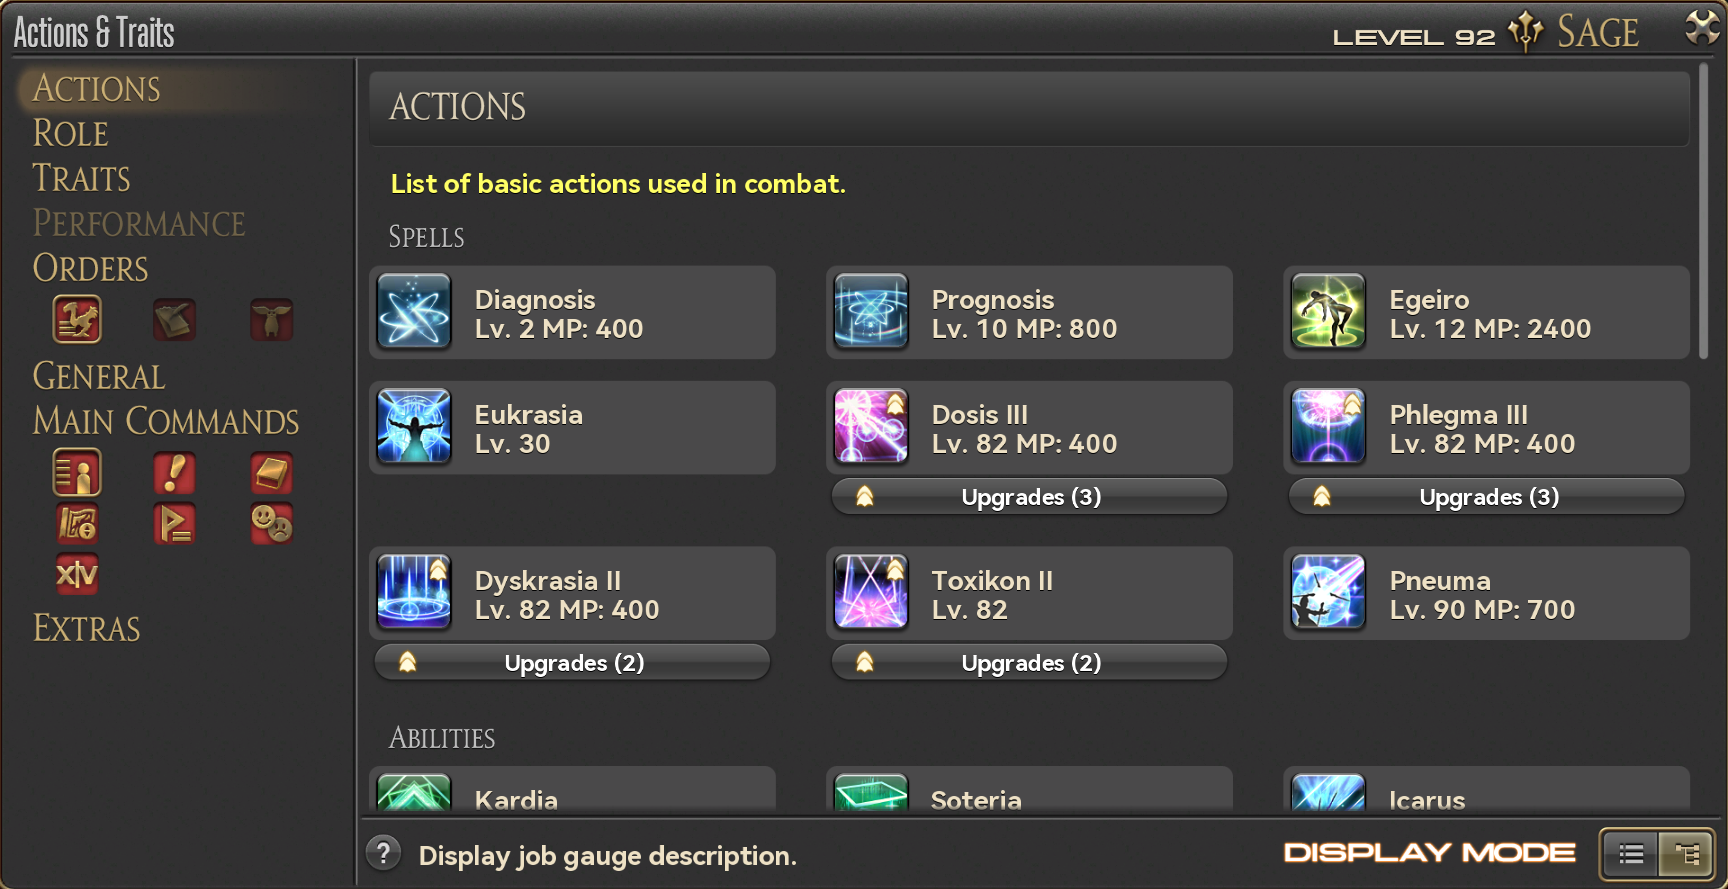 Actions & Traits
LEVEL 92 SAGE
ACTIONS
ROLE
TRAITS
PERFORMANCE
ORDERS
GENERAL
MAIN COMMANDS
XIV
EXTRAS
ACTIONS
List of basic actions used in combat.
SPELLS
Diagnosis
Lv. 2 MP: 400
Prognosis
Lv. 10 MP: 800
Egeiro
Lv. 12 MP: 2400
Eukrasia
Lv. 30
Dosis III
Lv. 82 MP: 400
Upgrades (3)
Phlegma III
Lv. 82 MP: 400
Upgrades (3)
Dyskrasia II
Lv. 82 MP: 400
Upgrades (2)
Toxikon II
Lv. 82
Upgrades (2)
Pneuma
Lv. 90 MP: 700
ABILITIES
Kardia
Soteria
Icarus
? Display job gauge description.
DISPLAY MODE